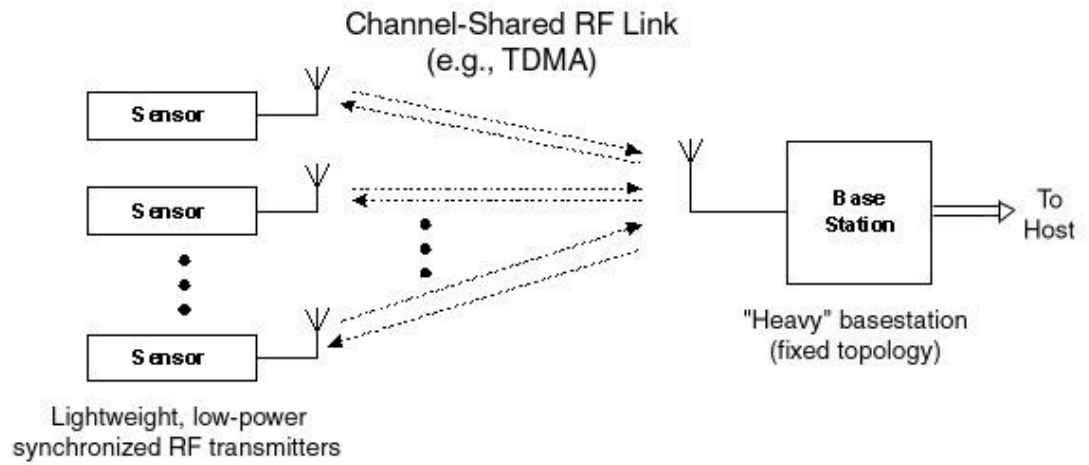 Channel-Shared RF Link
(e.g., TDMA)
Sensor
Sensor
Sensor
Lightweight, low-power
synchronized RF transmitters
Base
Station
To
Host
"Heavy" basestation
(fixed topology)